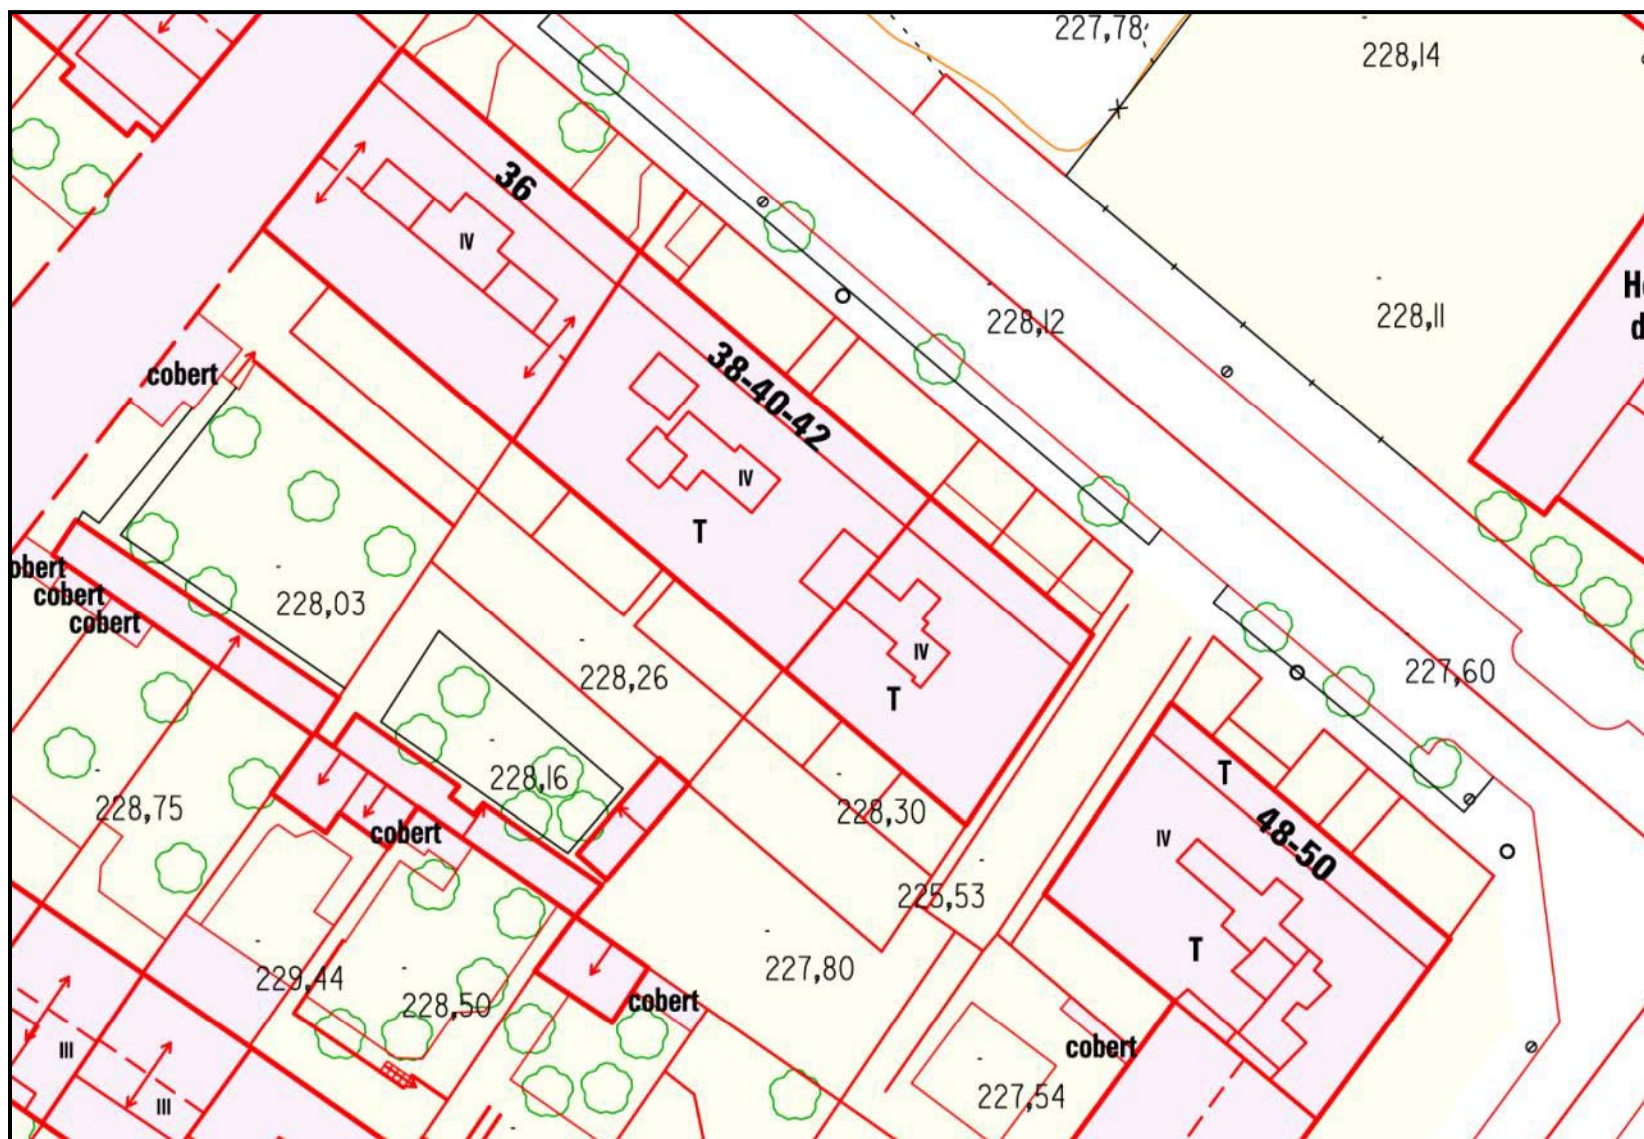 227,78
228,14
36
IV
228,12
228,11
cobert
38-40-42
IV
T
obert
cobert
cobert
228,03
228,26
IV
T
227,60
228,16
228,75
cobert
228,30
T
IV
48-50
225,53
T
229,44
228,50
227,80
cobert
cobert
III
III
227,54